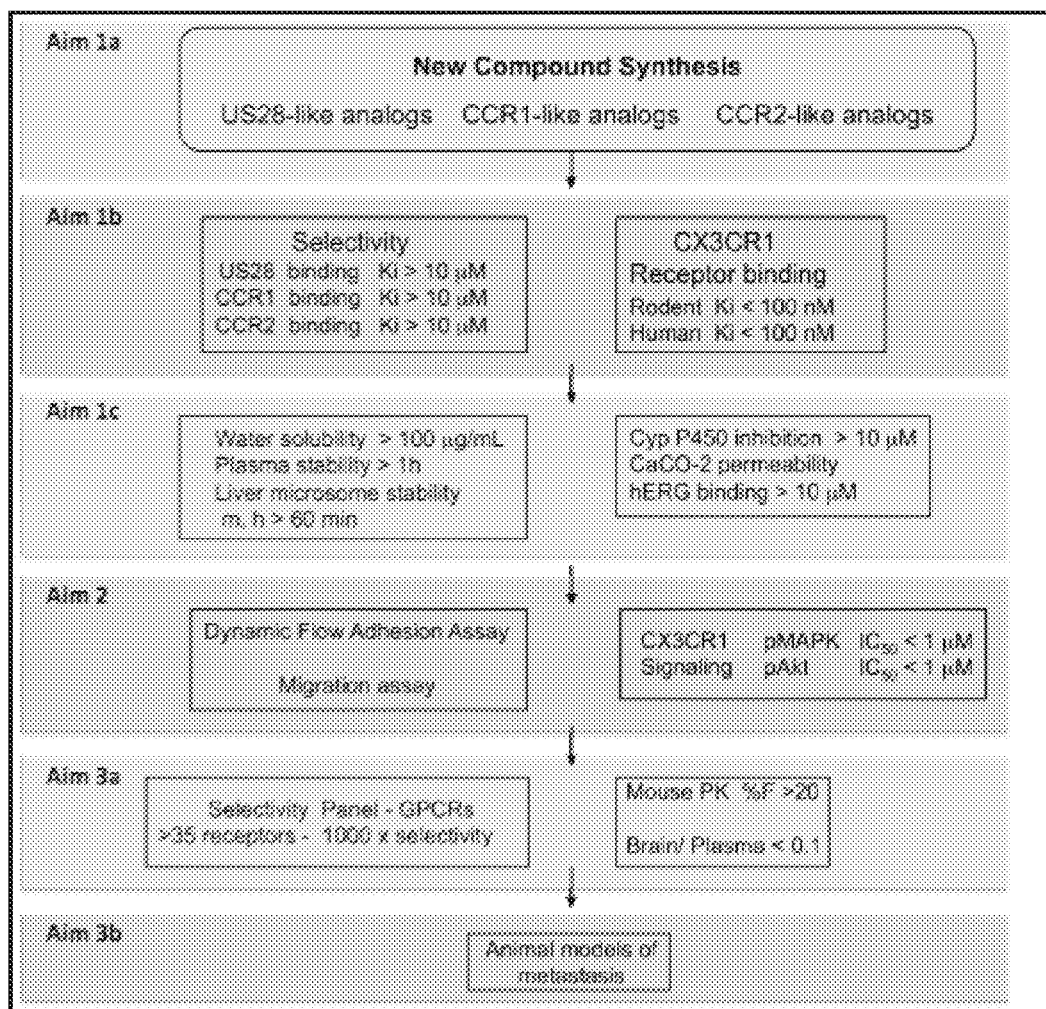 Aim 1a
New Compound Synthesis
US28-like analogs CCR1-like analogs CCR2-like analogs
Aim 1b
Selectivity
US28 binding Ki > 10 µM
CCR1 binding Ki > 10 µM
CCR2 binding Ki > 10 µM
CX3CR1
Receptor binding
Rodent Ki < 100 nM
Human Ki < 100 nM
Aim 1c
Water solubility > 100 µg/mL
Plasma stability > 1h
Liver microsome stability
m, h > 60 min
Cyp P450 inhibition > 10 µM
CaCO-2 permeability
hERG binding > 10 µM
Aim 2
Dynamic Flow Adhesion Assay
Migration assay
CX3CR1 pMAPK IC50 < 1 µM
Signaling pAkt IC50 < 1 µM
Aim 3a
Selectivity Panel - GPCRs
>35 receptors - 1000 x selectivity
Mouse PK %F >20
Brain/ Plasma < 0.1
Aim 3b
Animal models of
metastasis